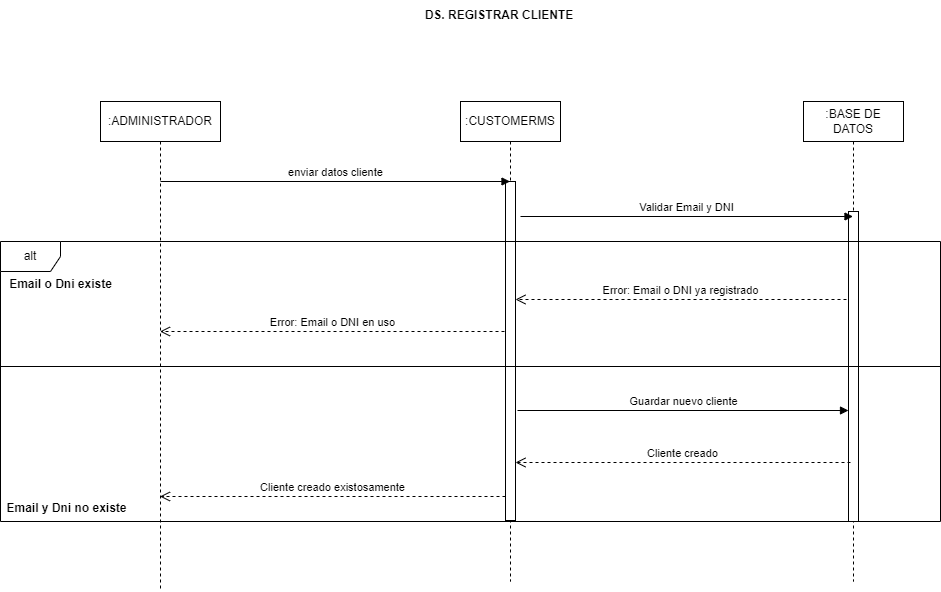 DS. REGISTRAR CLIENTE
:ADMINISTRADOR
:CUSTOMERMS
:BASE DE
DATOS
enviar datos cliente
Validar Email y DNI
alt
Email o Dni existe
Error: Email o DNI ya registrado
Error: Email o DNI en uso
Guardar nuevo cliente
Cliente creado
Cliente creado existosamente
Email y Dni no existe